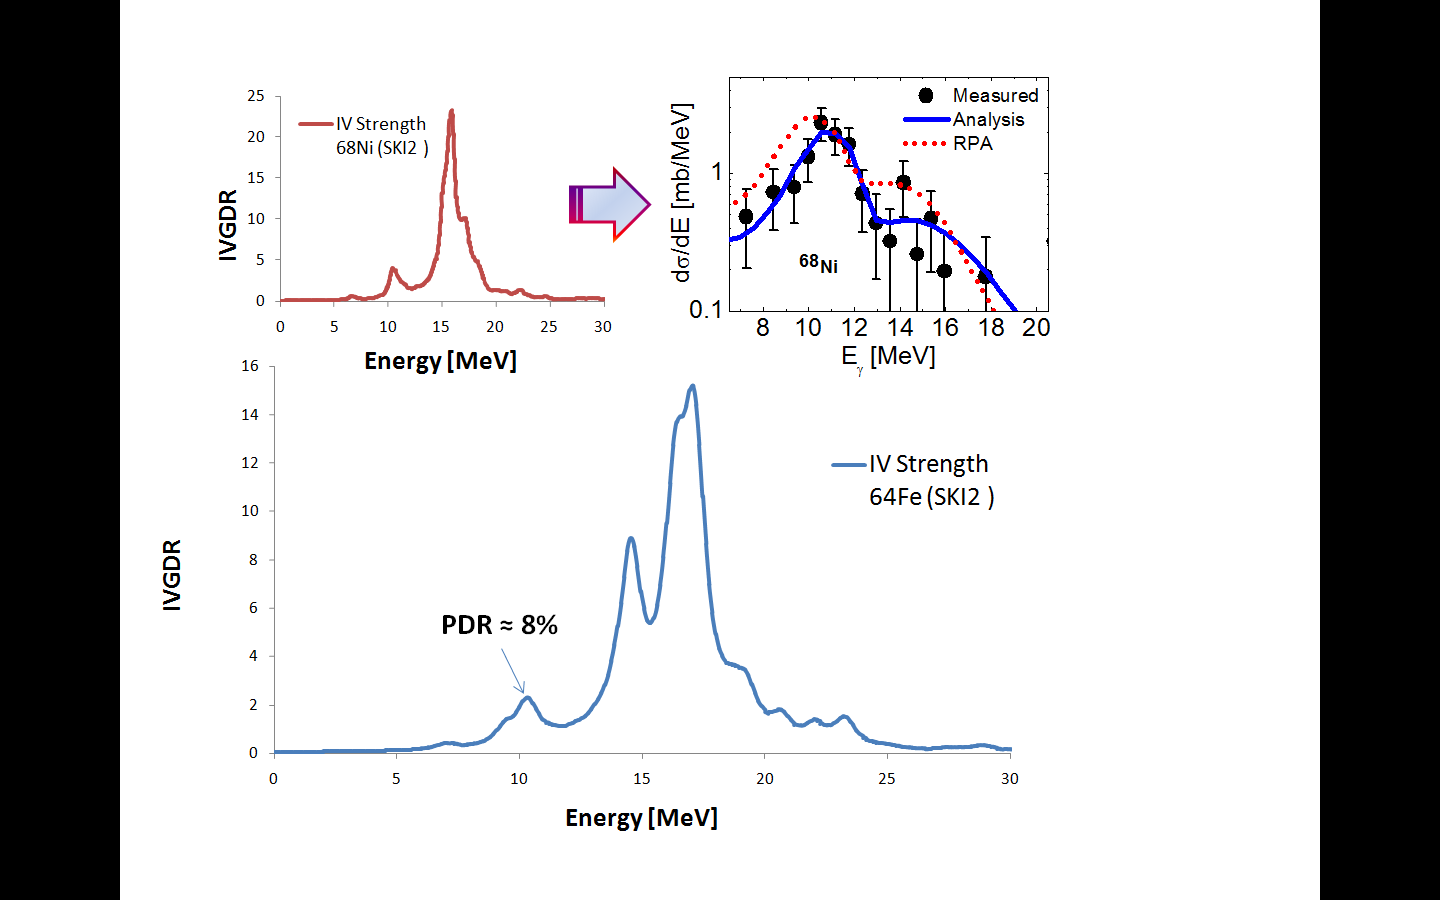 25
20
15
10
5
0
IVGDR
IV Strength
68Ni (SKI2 )
0 5 10 15 20 25 30
Energy [MeV]
dσ/dE [mb/MeV]
1
0.1
Measured
Analysis
RPA
68Ni
8 10 12 14 16 18 20
Eγ [MeV]
16
14
12
10
8
6
4
2
0
IVGDR
IV Strength
64Fe (SKI2 )
PDR ≈ 8%
0 5 10 15 20 25 30
Energy [MeV]